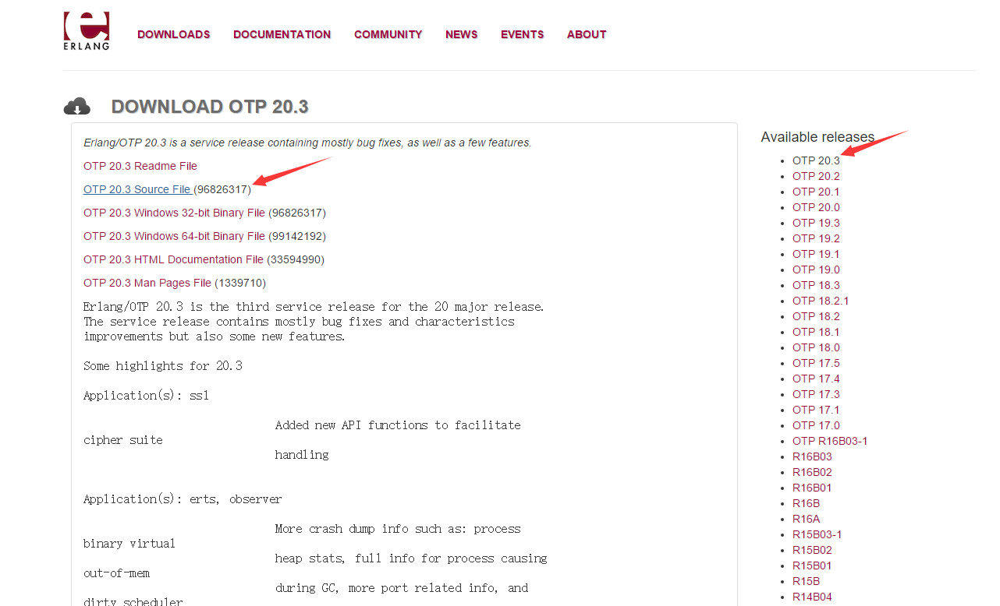 ERLANG
DOWNLOADS DOCUMENTATION COMMUNITY NEWS EVENTS ABOUT
DOWNLOAD OTP 20.3
Erlang/OTP 20.3 is a service release containing mostly bug fixes, as well as a few features.
OTP 20.3 Readme File
OTP 20.3 Source File (96826317)
OTP 20.3 Windows 32-bit Binary File (96826317)
OTP 20.3 Windows 64-bit Binary File (99142192)
OTP 20.3 HTML Documentation File (33594990)
OTP 20.3 Man Pages File (1339710)
Erlang/OTP 20.3 is the third service release for the 20 major release.
The service release contains mostly bug fixes and characteristics
improvements but also some new features.
Some highlights for 20.3
Application(s): ssl
Added new API functions to facilitate
cipher suite
handling
Application(s): erts, observer
More crash dump info such as: process
binary virtual
heap stats, full info for process causing
out-of-mem
during GC, more port related info, and
dirty scheduler
Available releases
OTP 20.3
OTP 20.2
OTP 20.1
OTP 20.0
OTP 19.3
OTP 19.2
OTP 19.1
OTP 19.0
OTP 18.3
OTP 18.2.1
OTP 18.2
OTP 18.1
OTP 18.0
OTP 17.5
OTP 17.4
OTP 17.3
OTP 17.1
OTP 17.0
OTP R16B03-1
R16B03
R16B02
R16B01
R16B
R16A
R15B03-1
R15B02
R15B01
R15B
R14B04